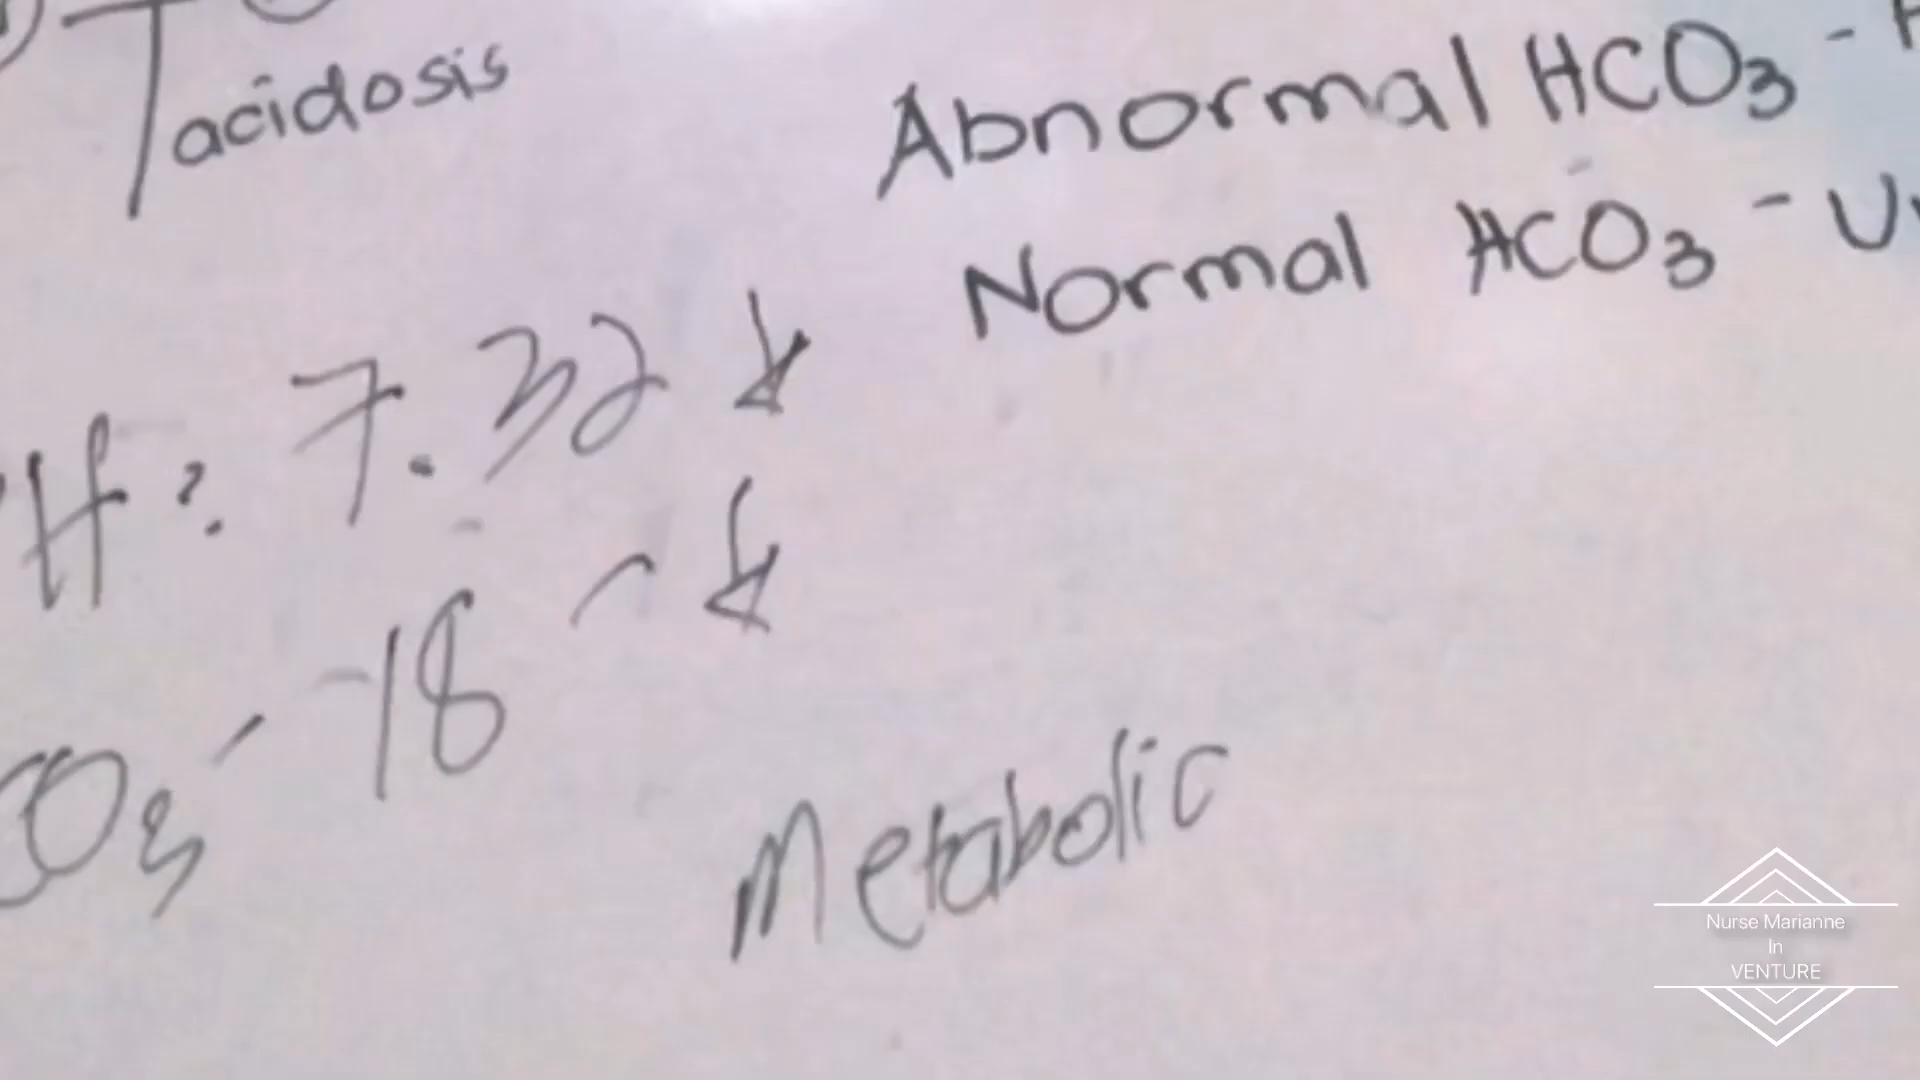 acidosis
Abnormal HCO3 -
Normal HCO3 -
7.32 ↓
18 ↓
Metabolic
Nurse Marianne
In
VENTURE